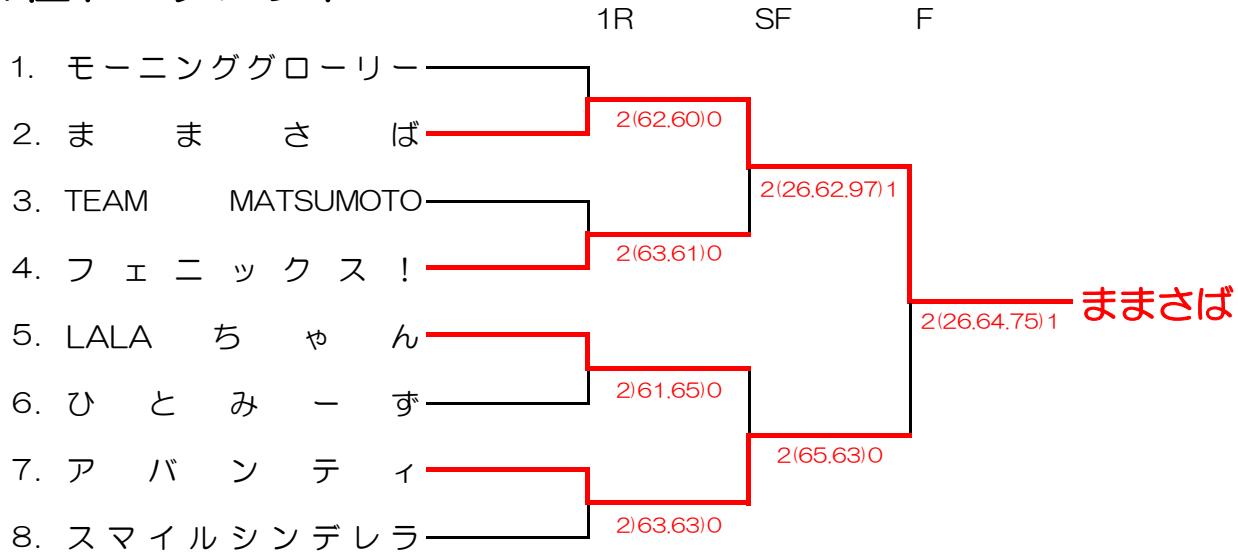 1R SF F
1. モーニンググローリー
2(62.60)0
2. ままさば
2(26.62.97)1
3. TEAM MATSUMOTO
2(63.61)0
4. フェニックス！
ままさば
2(26.64.75)1
5. LALAちゃん
2)61.65)0
6. ひとみーず
2(65.63)0
7. アバンティ
2)63.63)0
8. スマイルシンデレラ